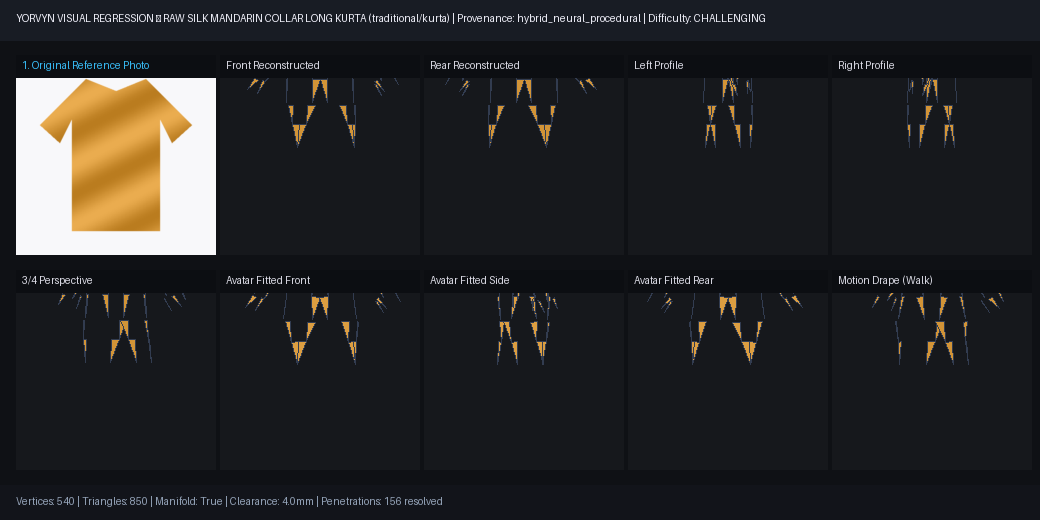 YORVYN VISUAL REGRESSION ▯ RAW SILK MANDARIN COLLAR LONG KURTA (traditional/kurta) | Provenance: hybrid_neural_procedural | Difficulty: CHALLENGING
1. Original Reference Photo
Front Reconstructed
Rear Reconstructed
Left Profile
Right Profile
3/4 Perspective
Avatar Fitted Front
Avatar Fitted Side
Avatar Fitted Rear
Motion Drape (Walk)
Vertices: 540 | Triangles: 850 | Manifold: True | Clearance: 4.0mm | Penetrations: 156 resolved